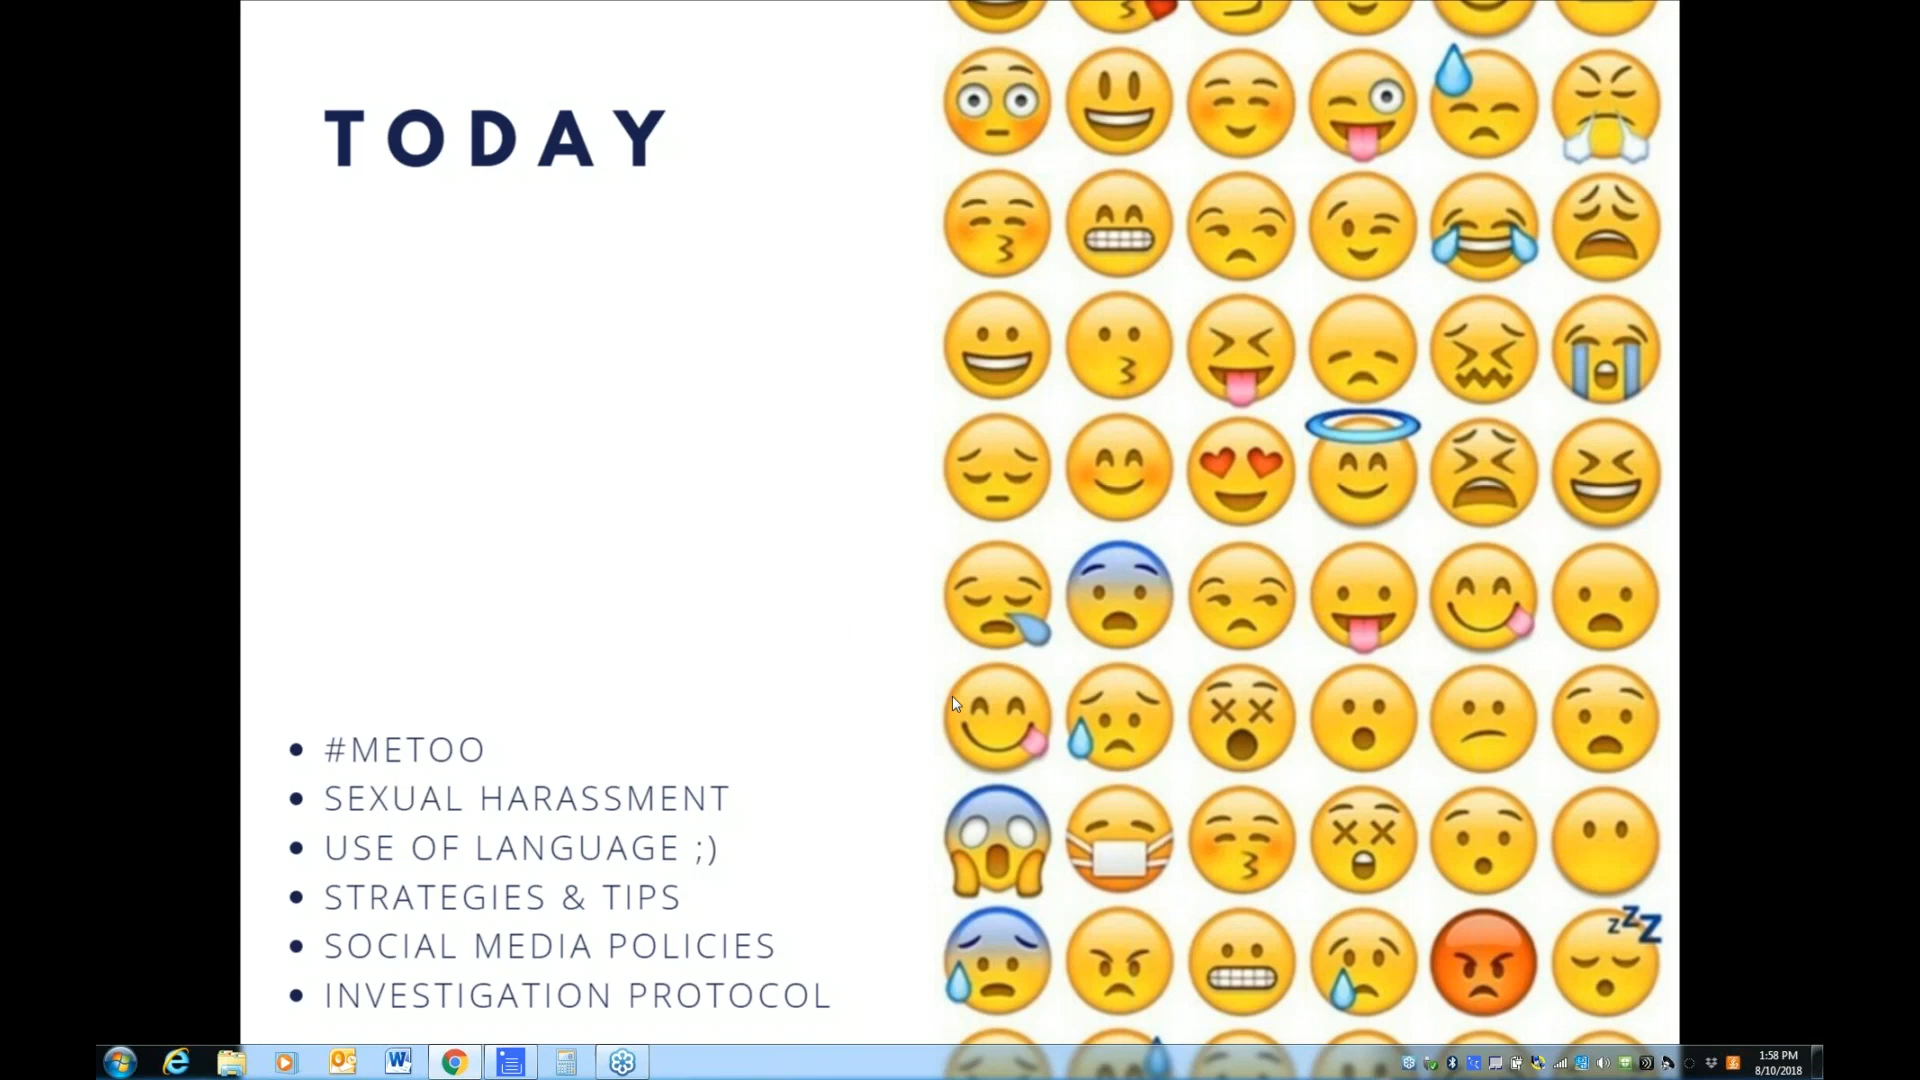 TODAY
#METOO
SEXUAL HARASSMENT
USE OF LANGUAGE ;)
STRATEGIES & TIPS
SOCIAL MEDIA POLICIES
INVESTIGATION PROTOCOL
zzZ
1:58 PM
8/10/2018